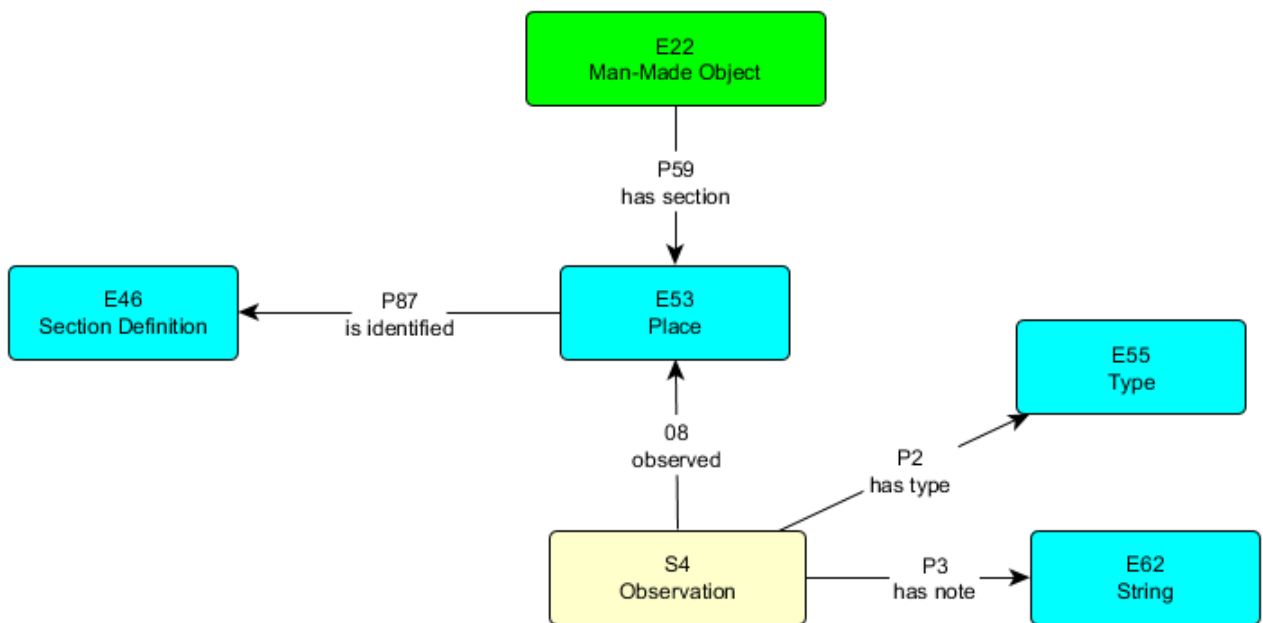 E22
Man-Made Object
P59
has section
E46
Section Definition
P87
is identified
E53
Place
E55
Type
08
observed
P2
has type
S4
Observation
P3
has note
E62
String